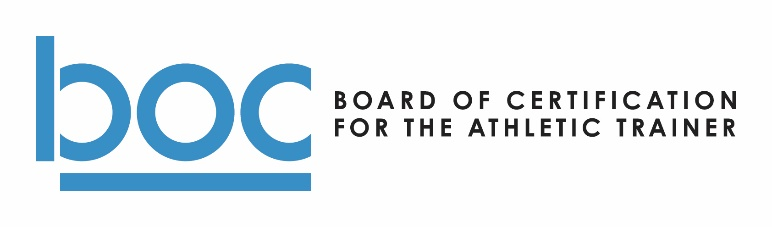 boc
BOARD OF CERTIFICATION
FOR THE ATHLETIC TRAINER